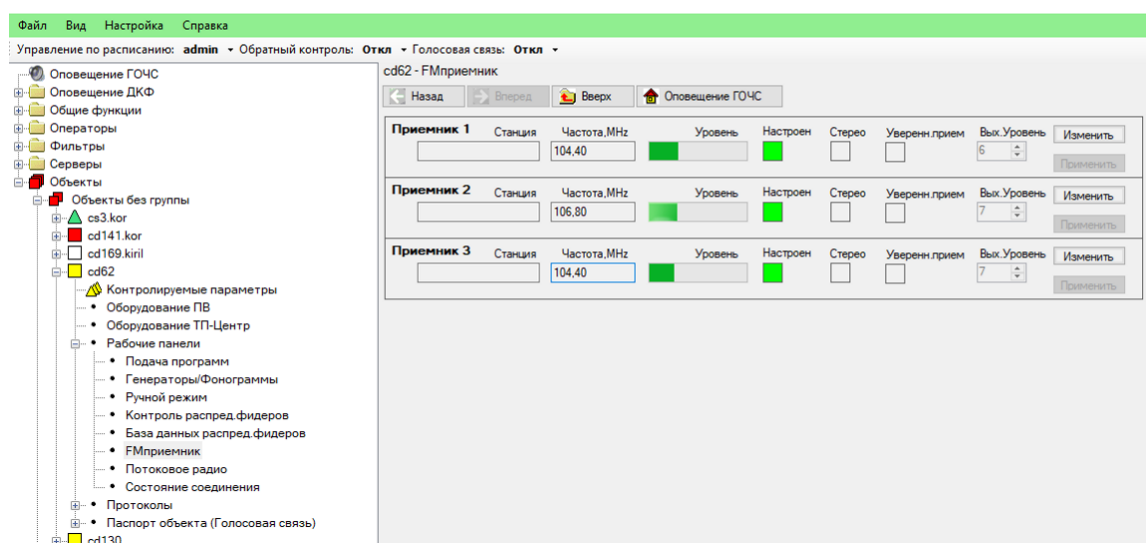 Файл Вид Настройка Справка
Управление по расписанию: admin Обратный контроль: Откл Голосовая связь: Откл
Оповещение ГОЧС
Оповещение ДКФ
Общие функции
Операторы
Фильтры
Серверы
Объекты
Объекты без группы
cs3.kor
cd141.kor
cd169.kiril
cd62
Контролируемые параметры
Оборудование ПВ
Оборудование ТП-Центр
Рабочие панели
Подача программ
Генераторы/Фонограммы
Ручной режим
Контроль распред.фидеров
База данных распред.фидеров
FMприемник
Потоковое радио
Состояние соединения
Протоколы
Паспорт объекта (Голосовая связь)
cd130
cd62 - FMприемник
Назад Вперед Вверх Оповещение ГОЧС
Приемник 1 Станция Частота,MHz Уровень Настроен Стерео Уверенн.прием Вых.Уровень Изменить
104,40 6
Применить
Приемник 2 Станция Частота,MHz Уровень Настроен Стерео Уверенн.прием Вых.Уровень Изменить
106,80 7
Применить
Приемник 3 Станция Частота,MHz Уровень Настроен Стерео Уверенн.прием Вых.Уровень Изменить
104,40 7
Применить